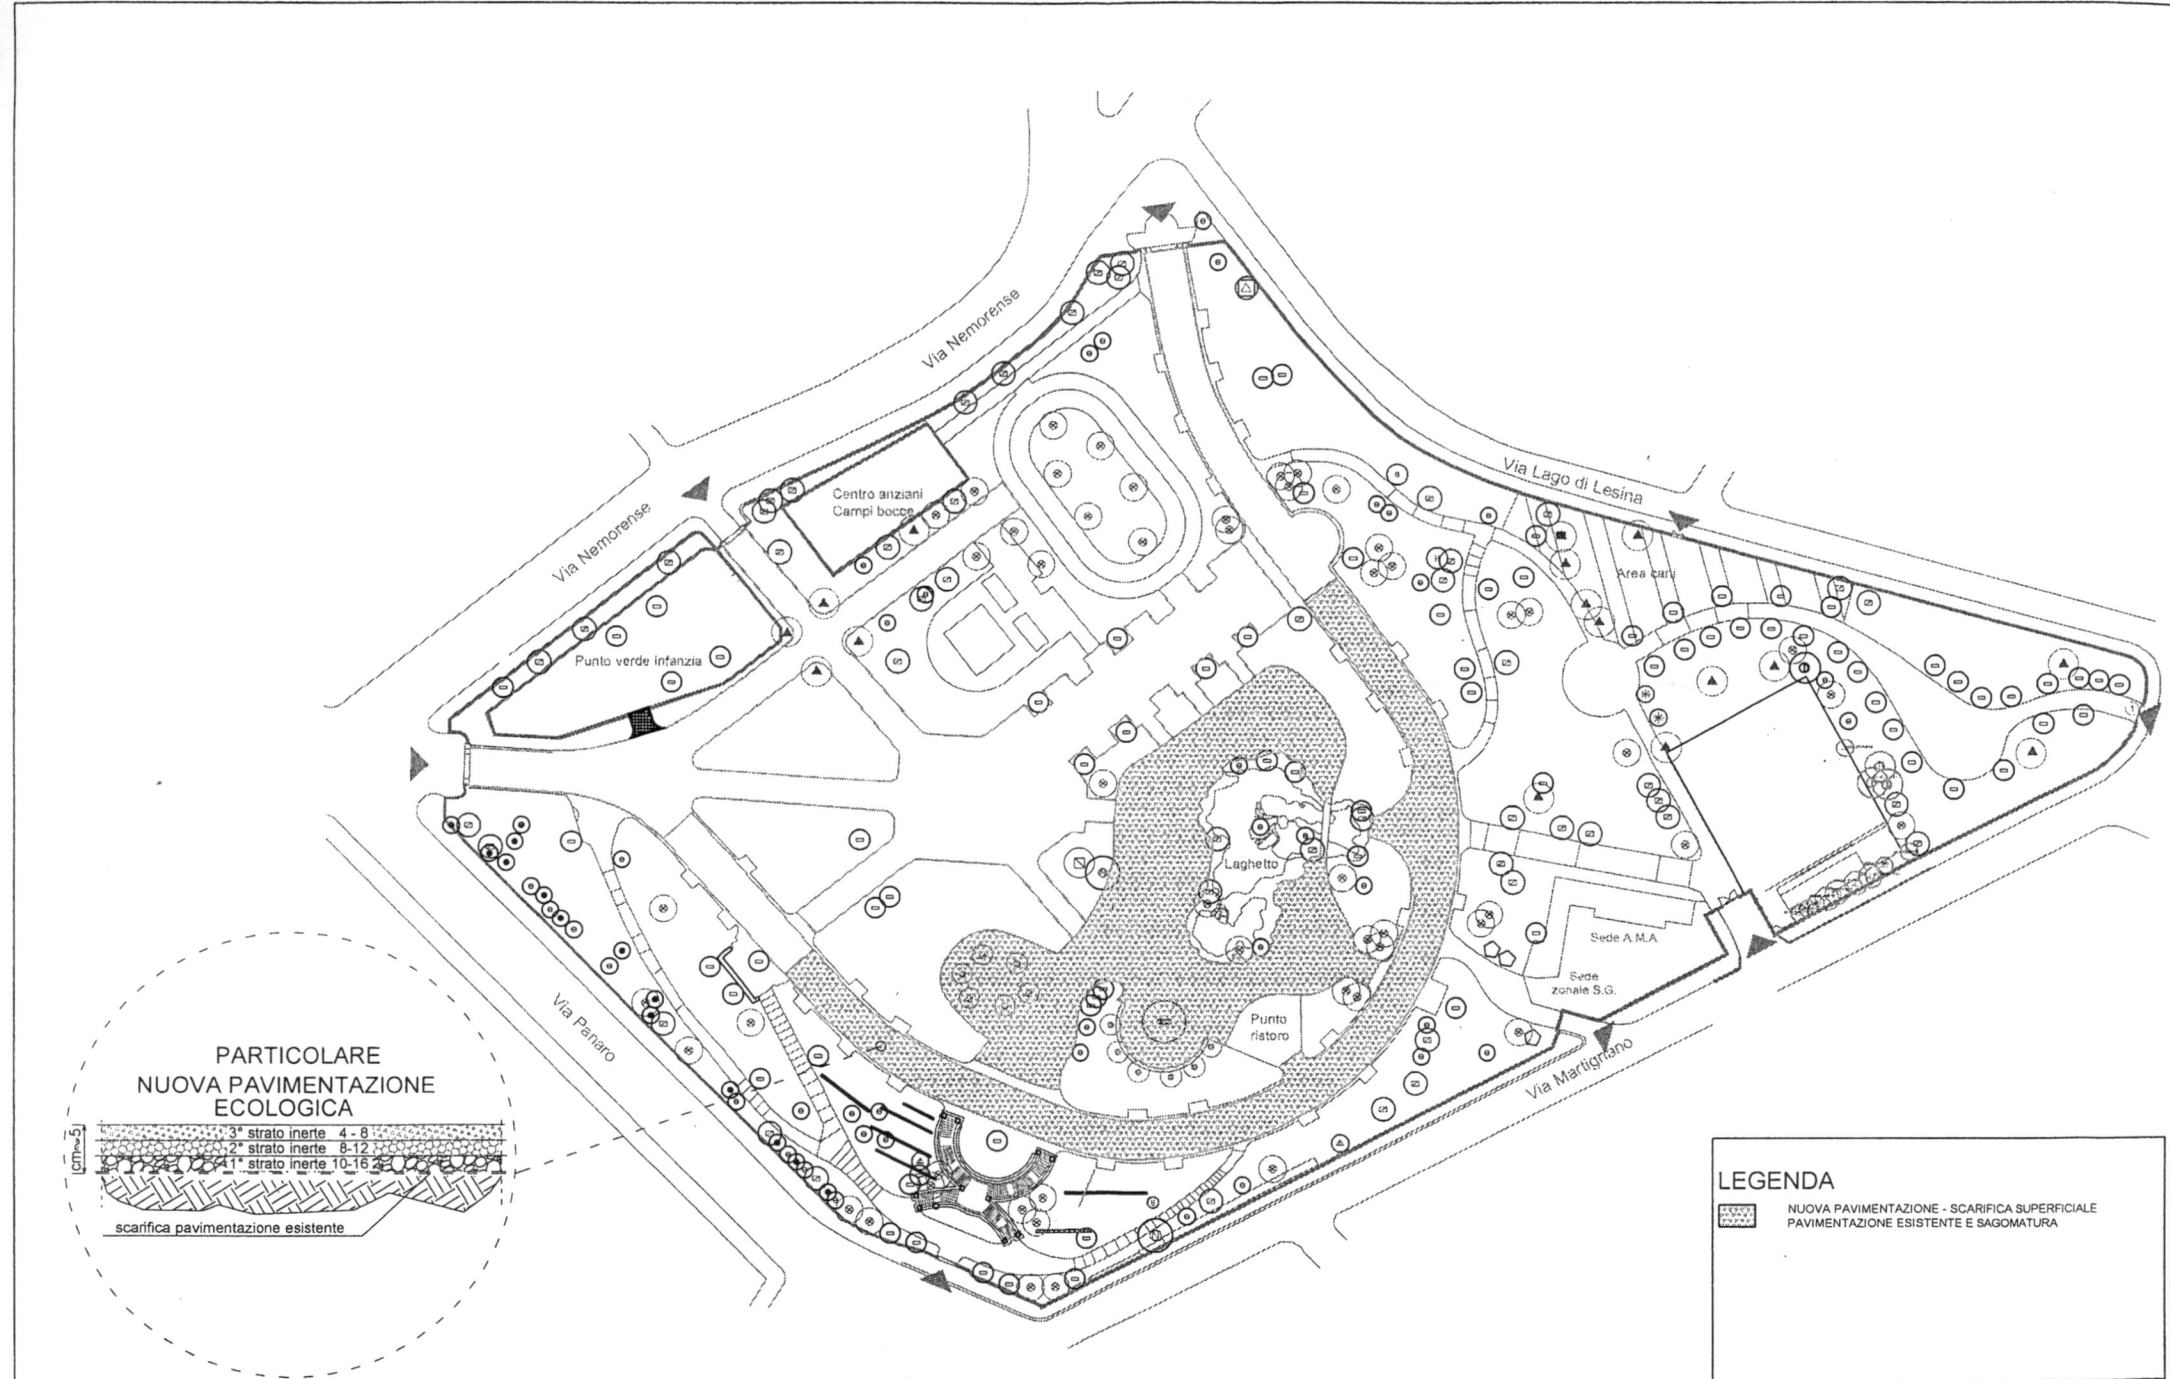 Via Nemorense
Via Lago di Lesina
Centro anziani
Campi bocce
Via Nemorense
Area cani
Punto verde infanzia
Laghetto
Sede A.M.A
Sede
zonale S.G.
Punto
ristoro
Via Panaro
Via Martignano
PARTICOLARE
NUOVA PAVIMENTAZIONE
ECOLOGICA
3° strato inerte 4 - 8
2° strato inerte 8-12
1° strato inerte 10-16
scarifica pavimentazione esistente
LEGENDA
NUOVA PAVIMENTAZIONE - SCARIFICA SUPERFICIALE
PAVIMENTAZIONE ESISTENTE E SAGOMATURA